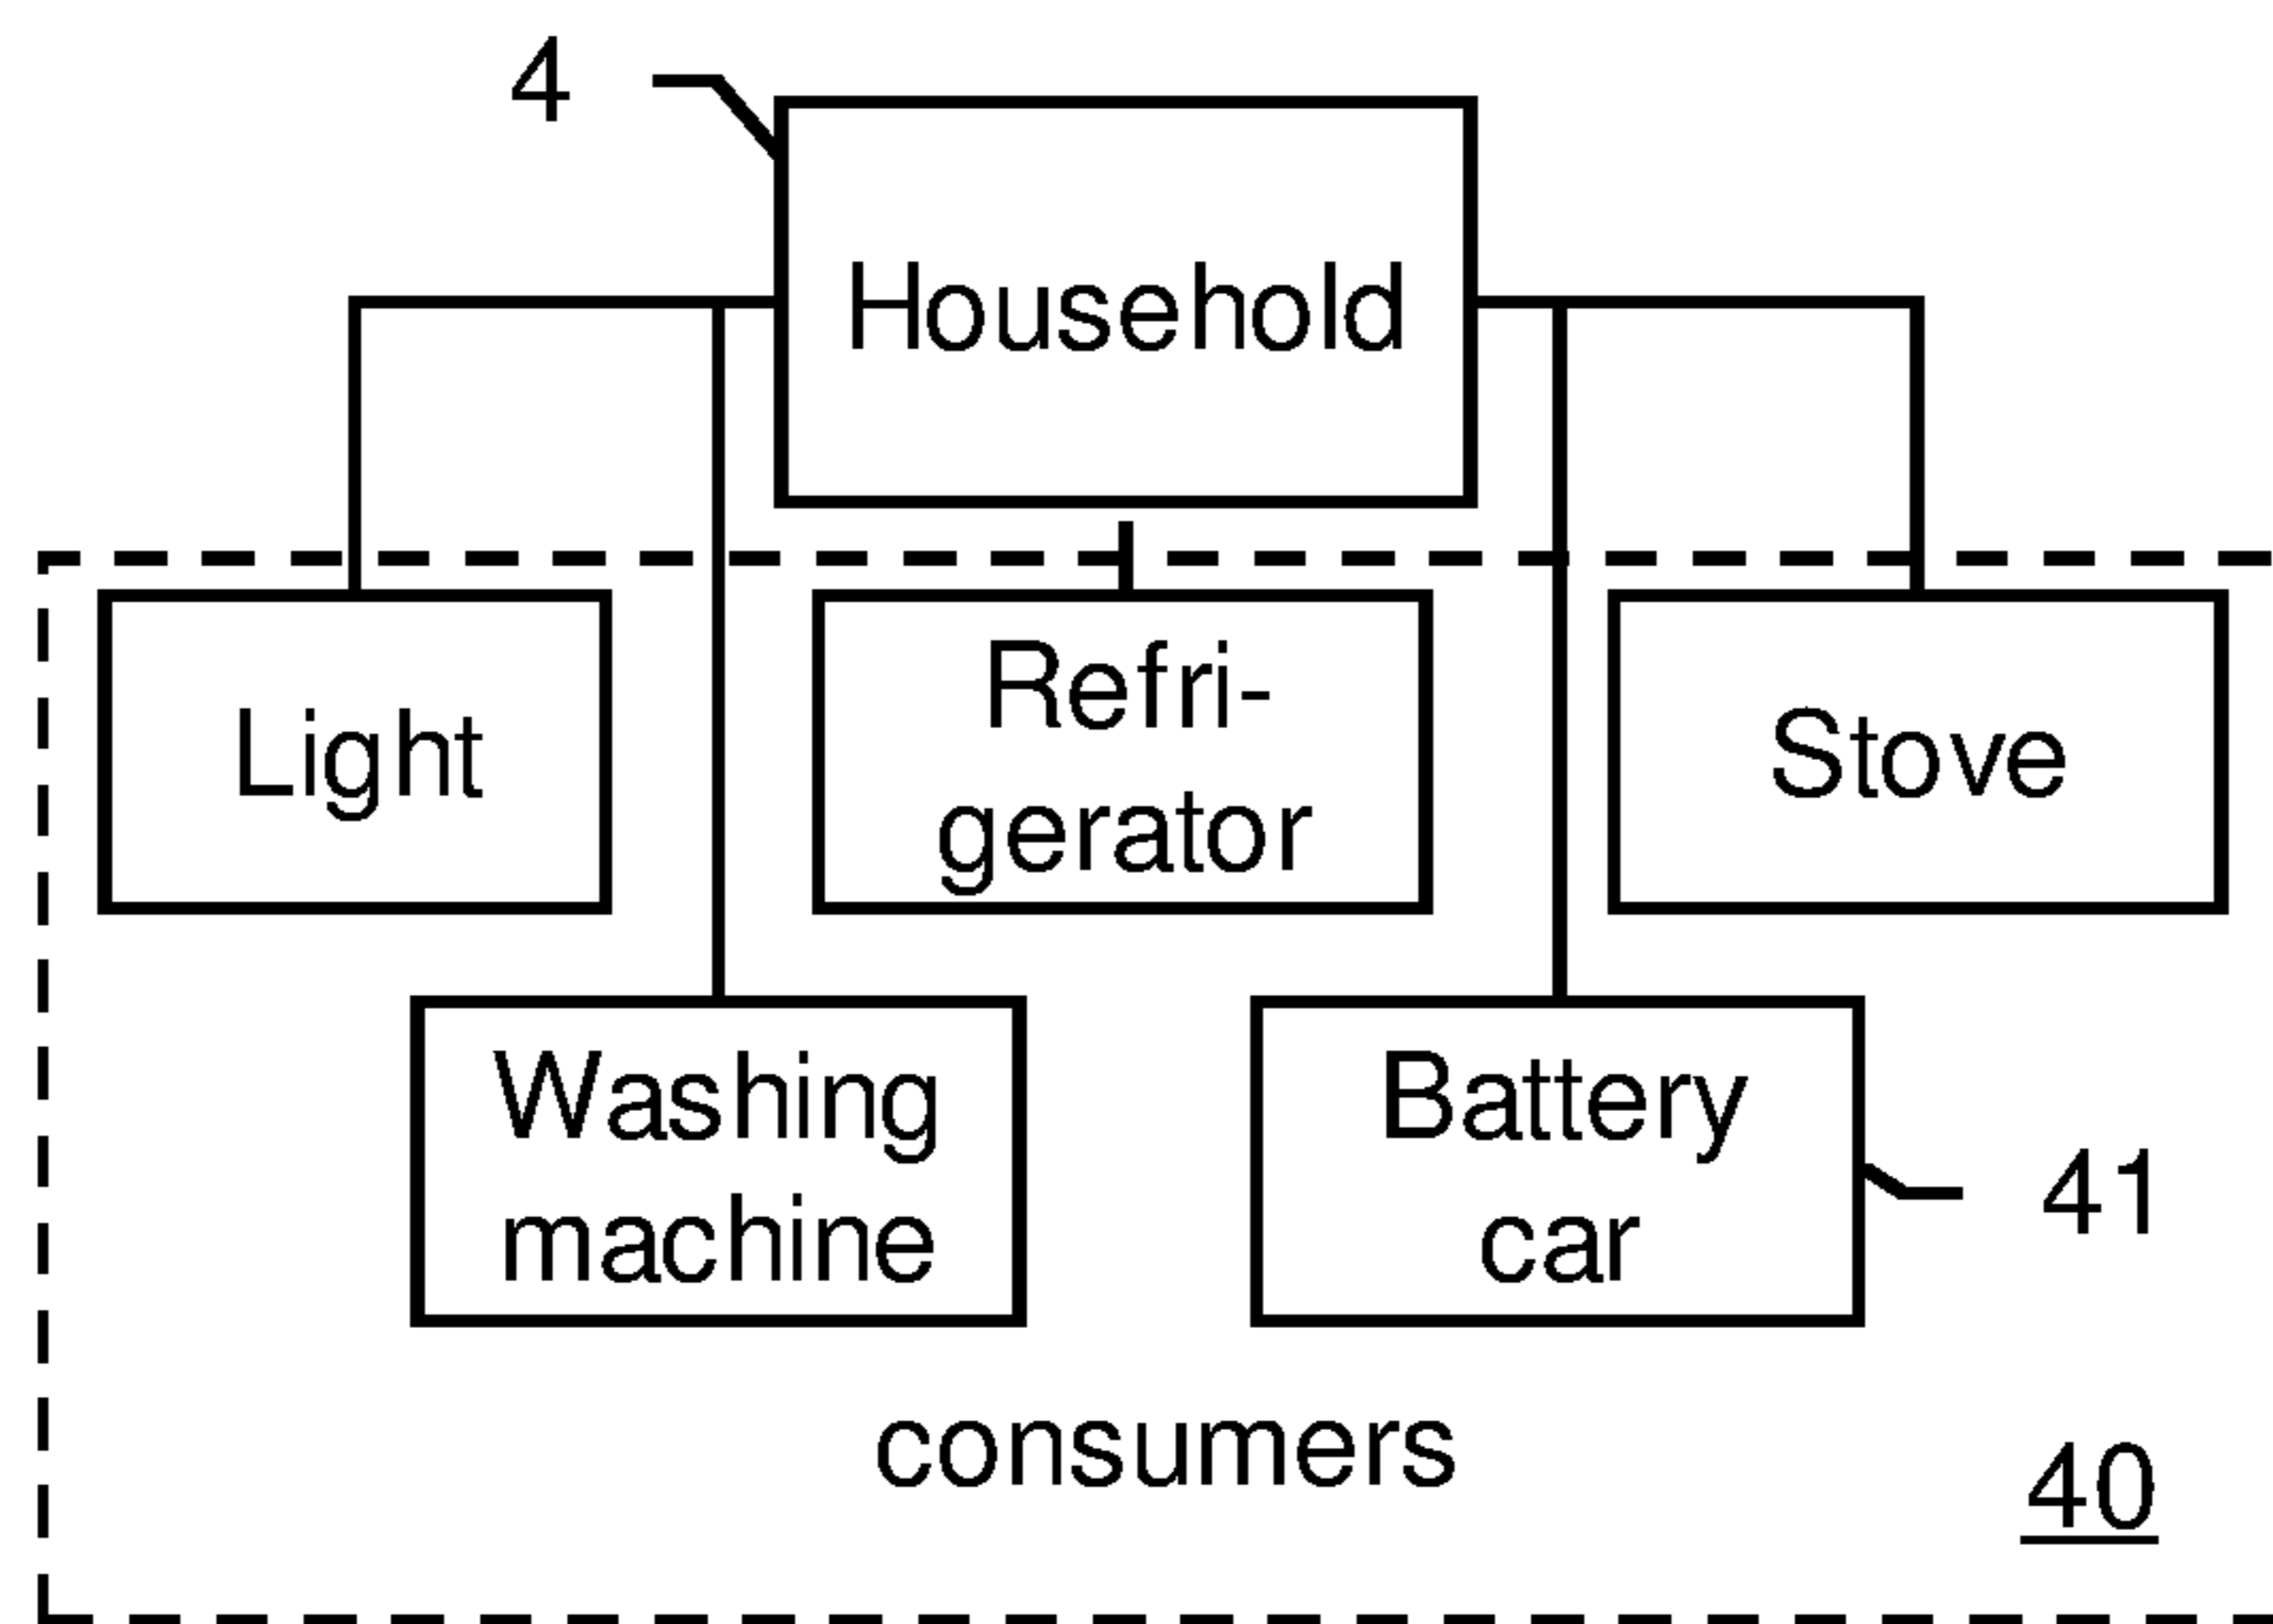 4
Household
Light
Refri-
gerator
Stove
Washing
machine
Battery
car
41
consumers
40